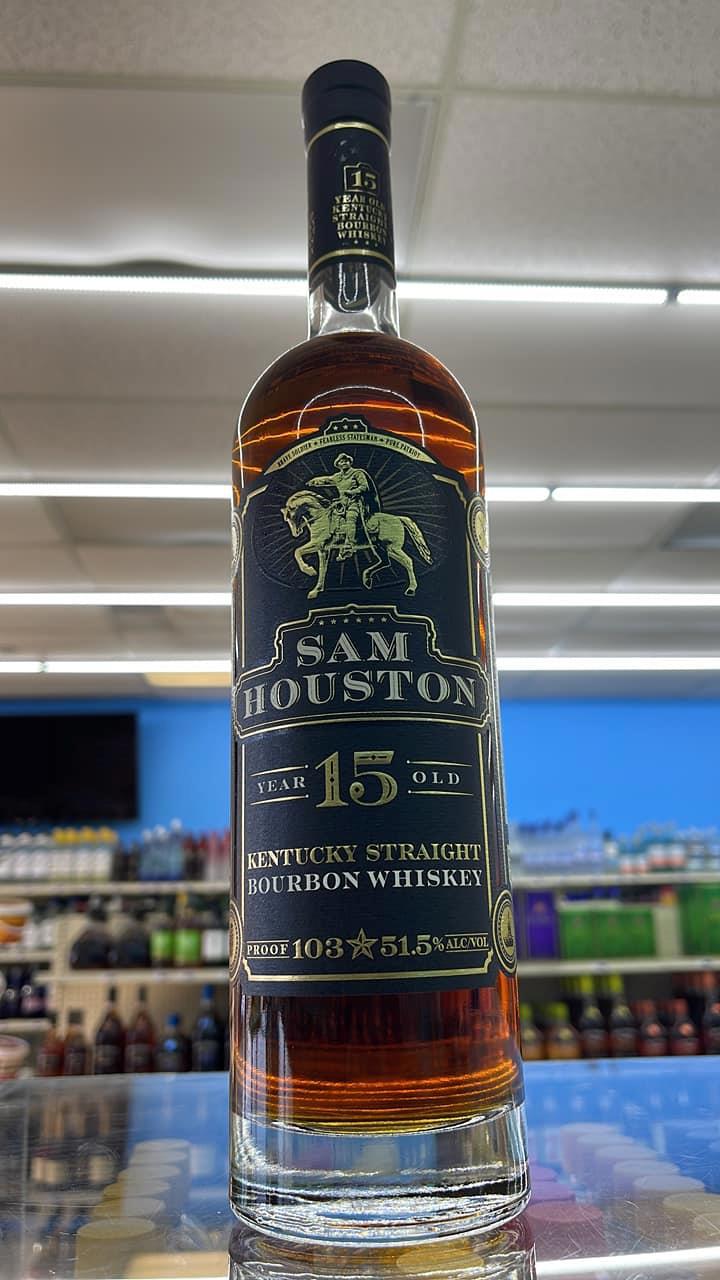 15
YEAR OLD
KENTUCKY
STRAIGHT
BOURBON
WHISKEY
BRAVE SOLDIER ★ FEARLESS STATESMAN ★ PURE PATRIOT
SAM
HOUSTON
YEAR 15 OLD
KENTUCKY STRAIGHT
BOURBON WHISKEY
PROOF 103 ★ 51.5% ALC/VOL